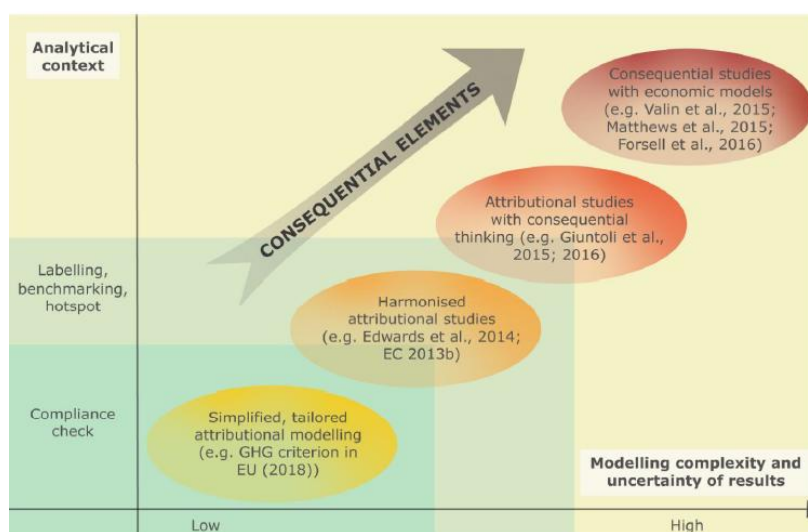 Analytical
context
CONSEQUENTIAL ELEMENTS
Consequential studies
with economic models
(e.g. Valin et al., 2015;
Matthews et al., 2015;
Forsell et al., 2016)
Attributional studies
with consequential
thinking (e.g. Giuntoli et al.,
2015; 2016)
Labelling,
benchmarking,
hotspot
Harmonised
attributional studies
(e.g. Edwards et al., 2014;
EC 2013b)
Compliance
check
Simplified, tailored
attributional modelling
(e.g. GHG criterion in
EU (2018))
Modelling complexity and
uncertainty of results
Low
High